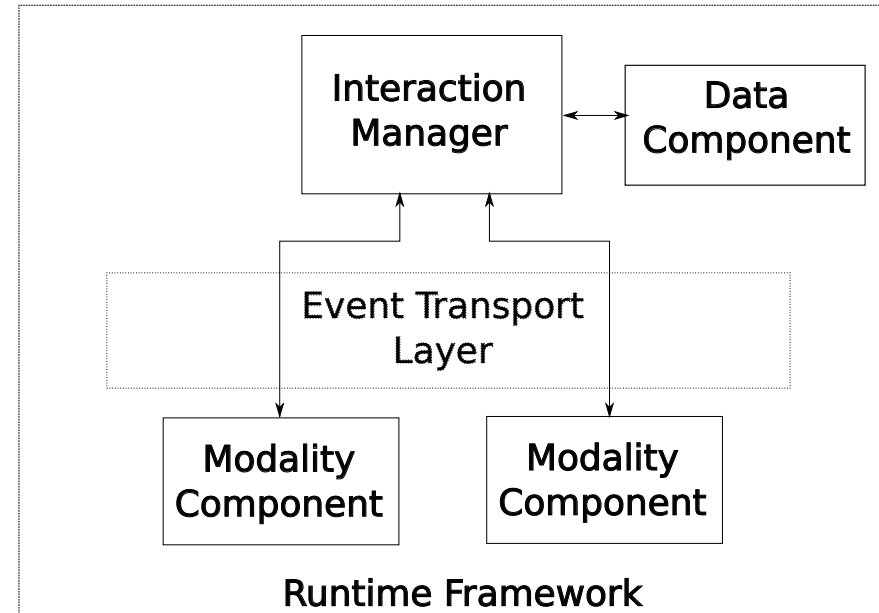 Interaction
Manager
Data
Component
Event Transport
Layer
Modality
Component
Modality
Component
Runtime Framework